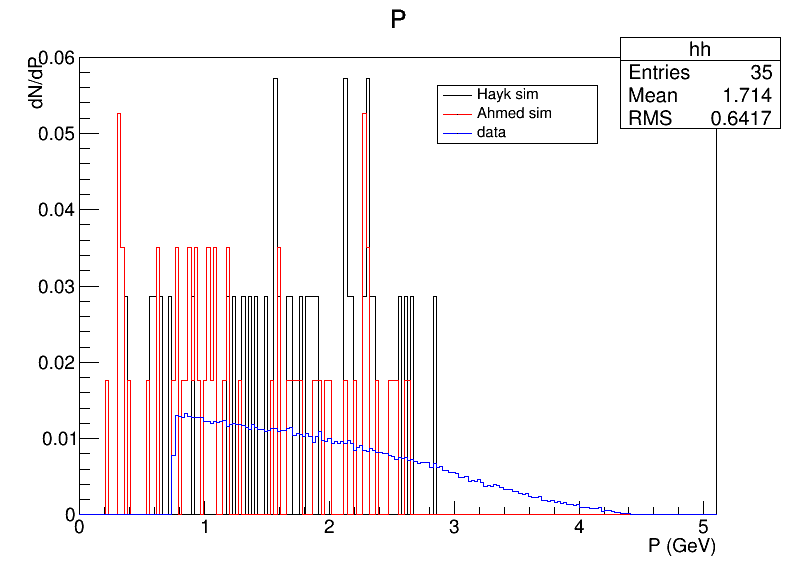 P
hh
Entries 35
Mean 1.714
RMS 0.6417
dN/dP
0.06
0.05
0.04
0.03
0.02
0.01
0
Hayk sim
Ahmed sim
data
0 1 2 3 4 5
P (GeV)